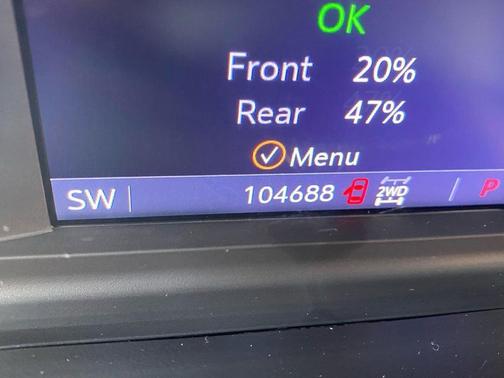 OK
Front 20%
Rear 47%
Menu
SW 104688 2WD P